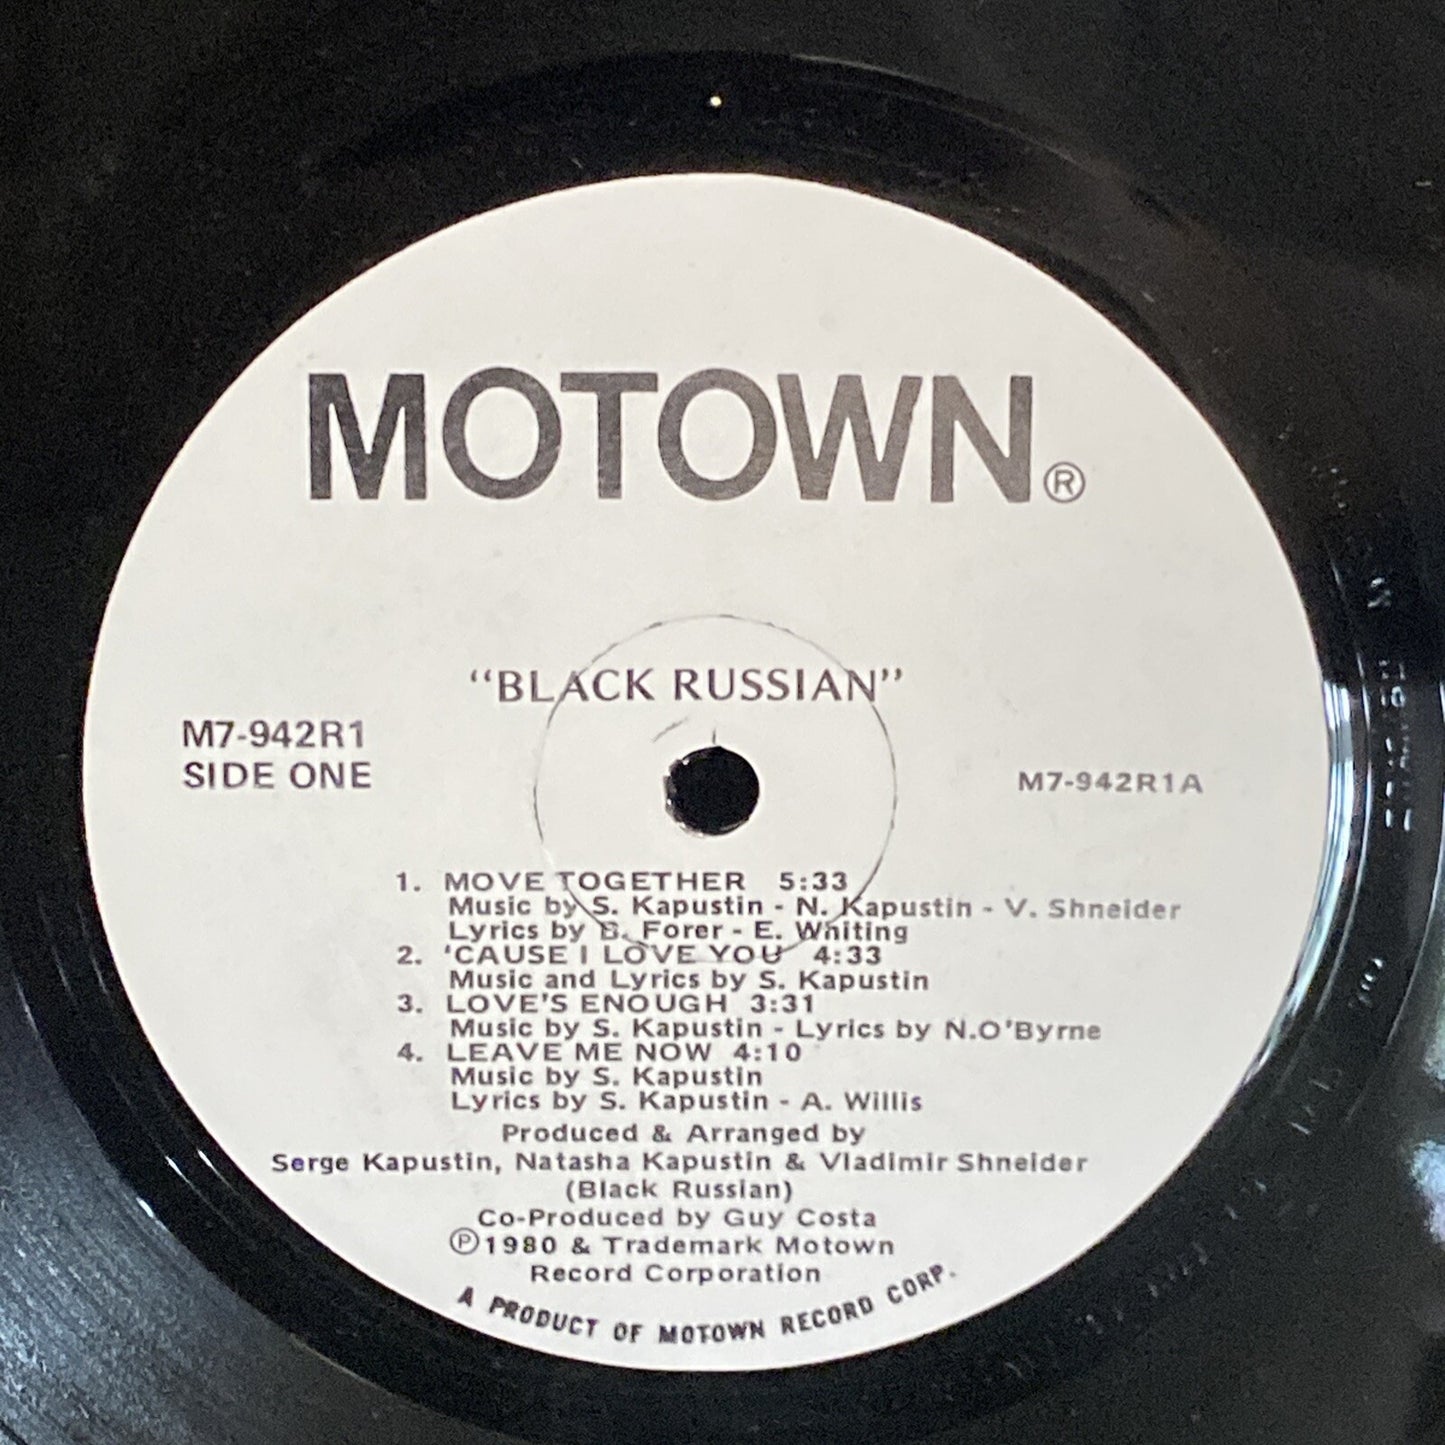 MOTOWN®
"BLACK RUSSIAN"
M7-942R1
SIDE ONE
M7-942R1A
1. MOVE TOGETHER 5:33
Music by S. Kapustin - N. Kapustin - V. Shneider
Lyrics by B. Forer - E. Whiting
2. 'CAUSE I LOVE YOU 4:33
Music and Lyrics by S. Kapustin
3. LOVE'S ENOUGH 3:31
Music by S. Kapustin - Lyrics by N.O'Byrne
4. LEAVE ME NOW 4:10
Music by S. Kapustin
Lyrics by S. Kapustin - A. Willis
Produced & Arranged by
Serge Kapustin, Natasha Kapustin & Vladimir Shneider
(Black Russian)
Co-Produced by Guy Costa
℗1980 & Trademark Motown
Record Corporation
A PRODUCT OF MOTOWN RECORD CORP.